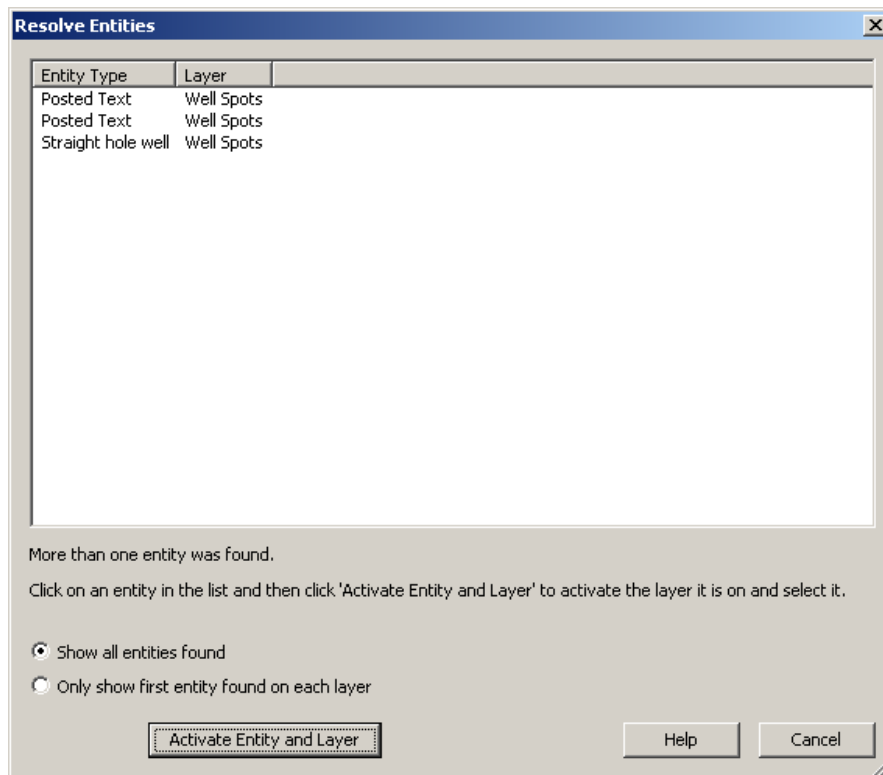 Resolve Entities
Entity Type Layer
Posted Text Well Spots
Posted Text Well Spots
Straight hole well Well Spots
More than one entity was found.
Click on an entity in the list and then click 'Activate Entity and Layer' to activate the layer it is on and select it.
Show all entities found
Only show first entity found on each layer
Activate Entity and Layer Help Cancel